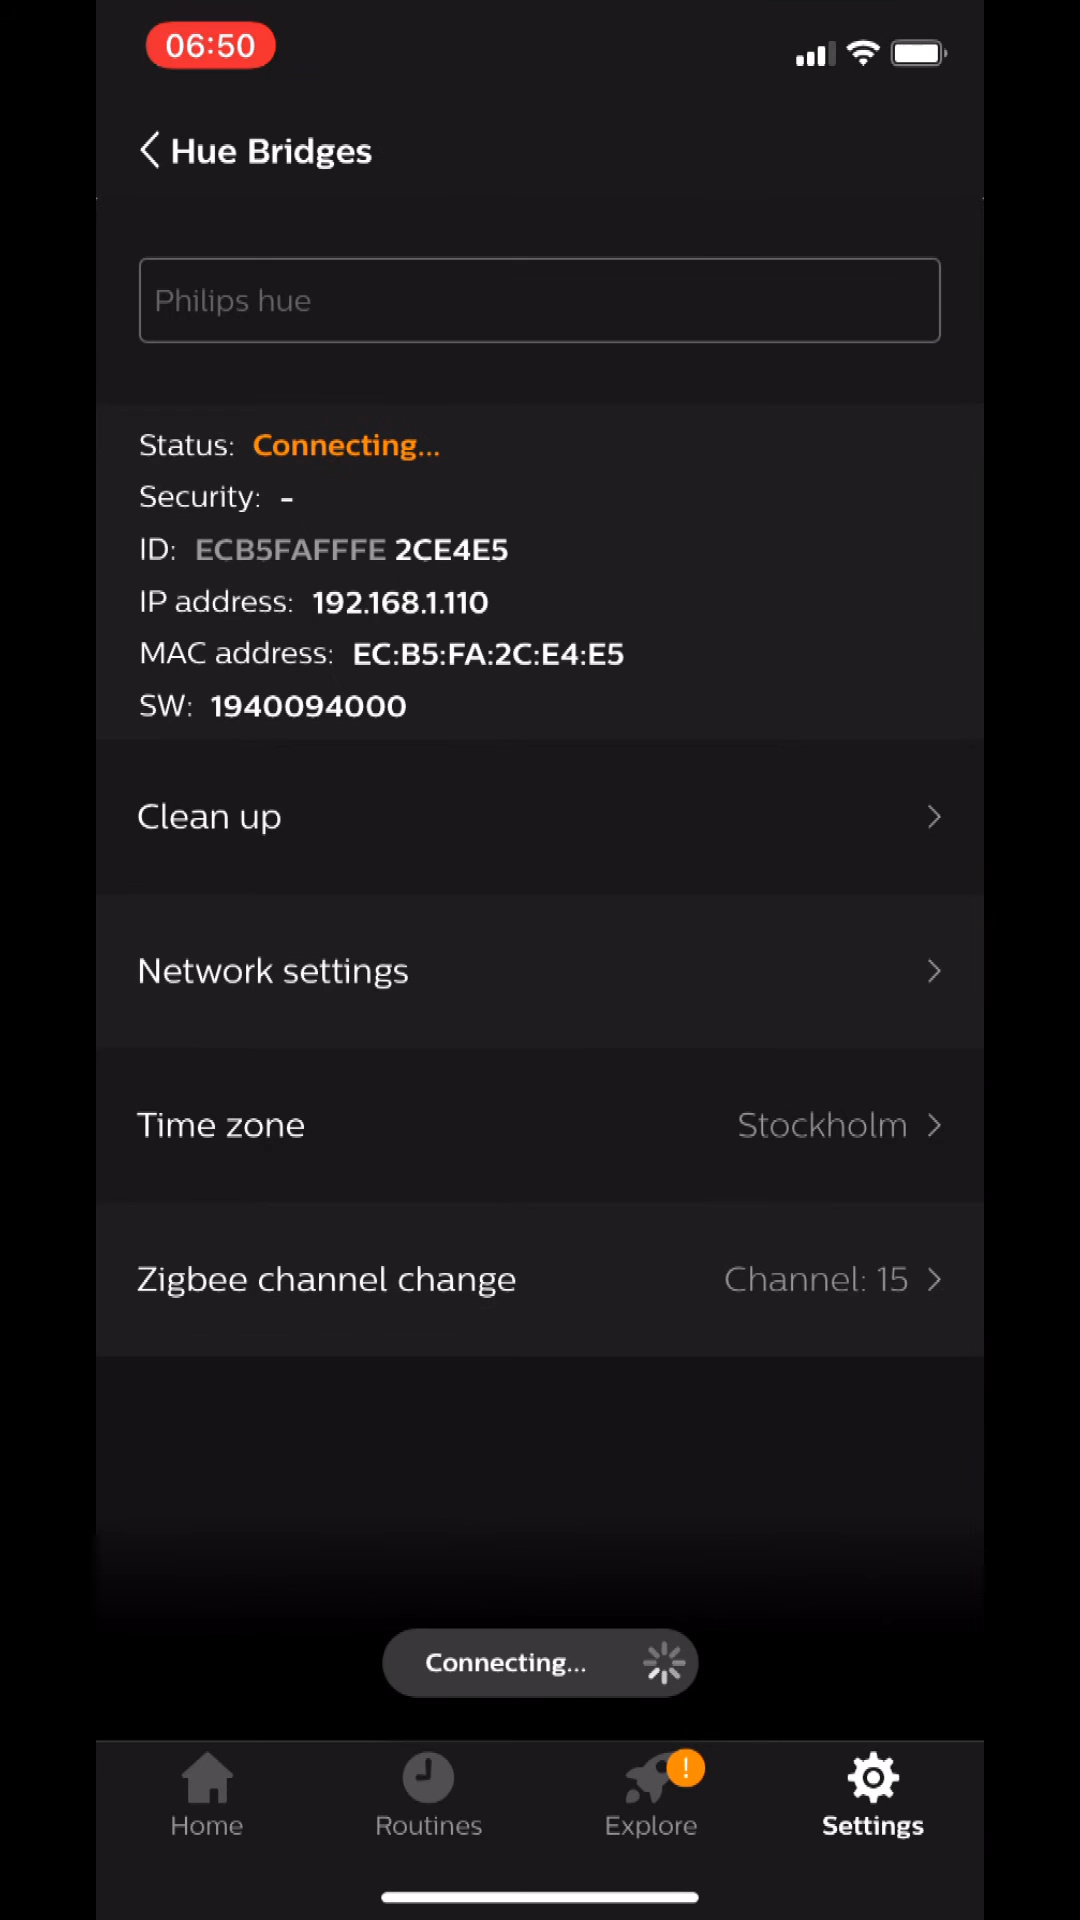 06:50
Hue Bridges
Philips hue
Status: Connecting...
Security: -
ID: ECB5FAFFFE 2CE4E5
IP address: 192.168.1.110
MAC address: EC:B5:FA:2C:E4:E5
SW: 1940094000
Clean up
Network settings
Time zone Stockholm
Zigbee channel change Channel: 15
Connecting...
!
Home Routines Explore Settings